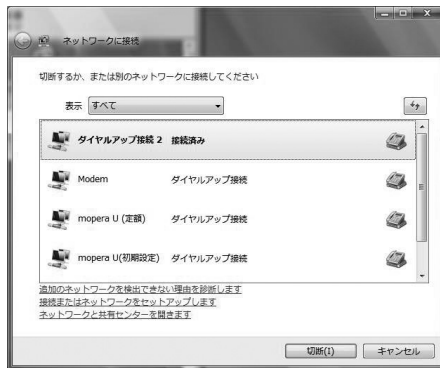 ネットワークに接続
切断するか、または別のネットワークに接続してください
表示 すべて
ダイヤルアップ接続 2 接続済み
Modem ダイヤルアップ接続
mopera U (定額) ダイヤルアップ接続
mopera U(初期設定) ダイヤルアップ接続
追加のネットワークを検出できない理由を診断します
接続またはネットワークをセットアップします
ネットワークと共有センターを開きます
切断(I) キャンセル